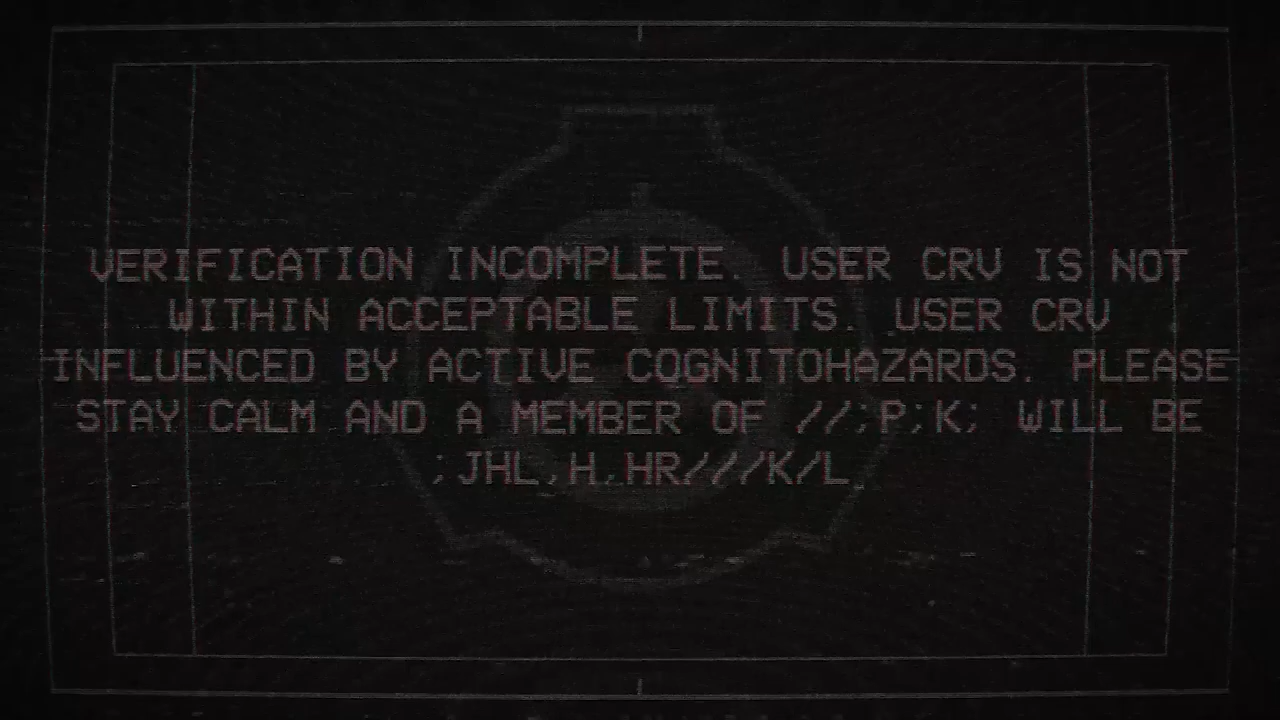 VERIFICATION INCOMPLETE. USER CRV IS NOT
WITHIN ACCEPTABLE LIMITS. USER CRV
INFLUENCED BY ACTIVE COGNITOHAZARDS. PLEASE
STAY CALM AND A MEMBER OF //;P;K; WILL BE
;JHL,H,HR///K/L